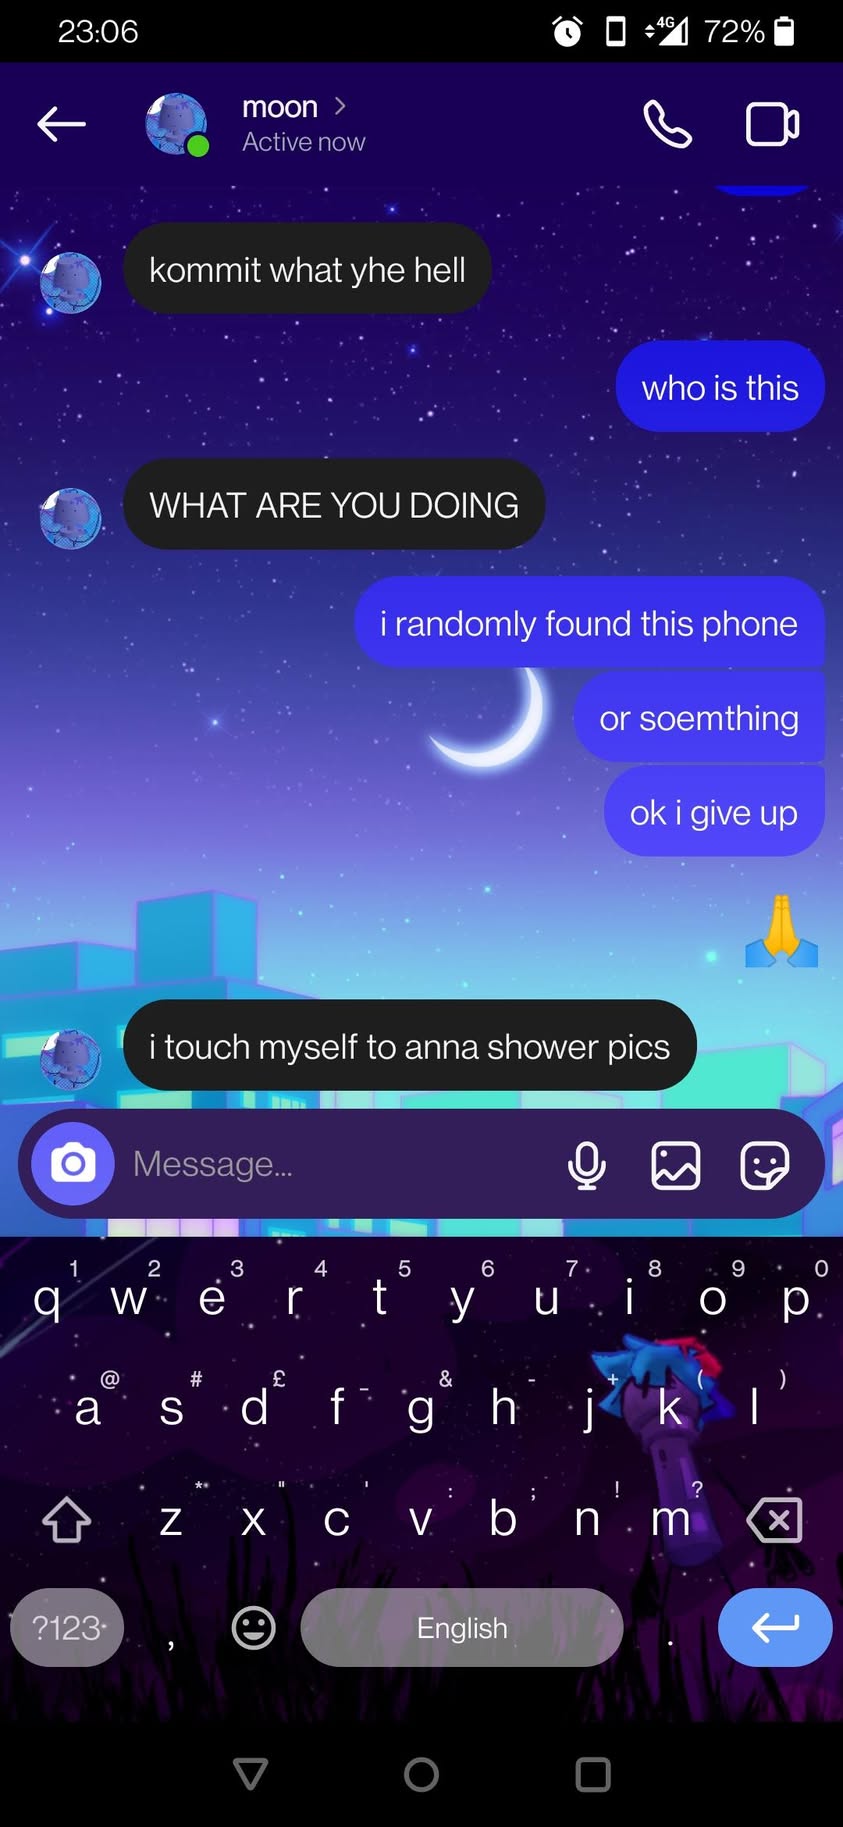 23:06
4G
72%
moon
Active now
kommit what yhe hell
who is this
WHAT ARE YOU DOING
i randomly found this phone
or soemthing
ok i give up
i touch myself to anna shower pics
Message...
1 2 3 4 5 6 7 8 9 0
q w e r t y u i o p
@ # £ _ & - + ( )
a s d f g h j k l
* " ' : ; ! ?
z x c v b n m
?123 , English .